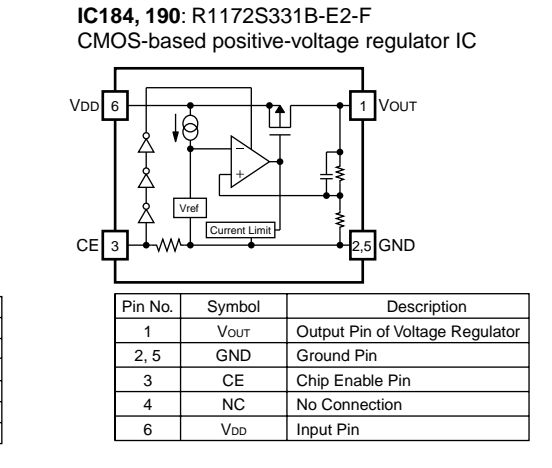 IC184, 190: R1172S331B-E2-F
CMOS-based positive-voltage regulator IC
VDD 6 1 VOUT
− +
Vref
Current Limit
CE 3 2,5 GND
Pin No. Symbol Description
1 VOUT Output Pin of Voltage Regulator
2, 5 GND Ground Pin
3 CE Chip Enable Pin
4 NC No Connection
6 VDD Input Pin